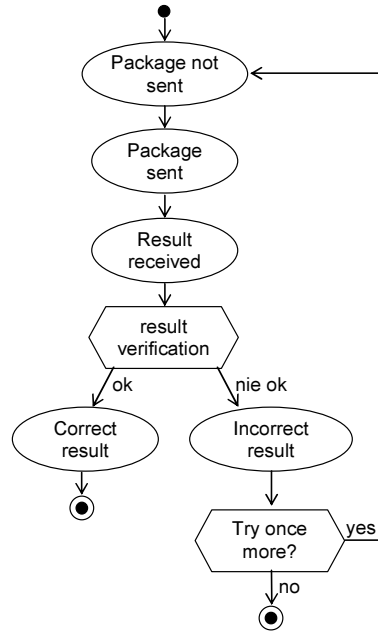 Package not
sent
Package
sent
Result
received
result
verification
ok
nie ok
Correct
result
Incorrect
result
Try once
more?
yes
no